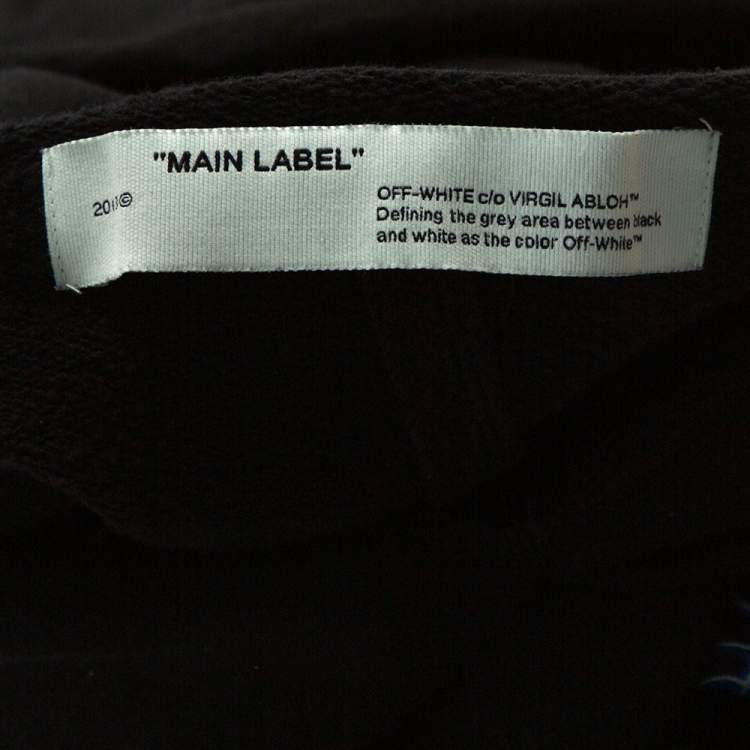 "MAIN LABEL"
OFF-WHITE c/o VIRGIL ABLOH™
Defining the grey area between black
and white as the color Off-White™